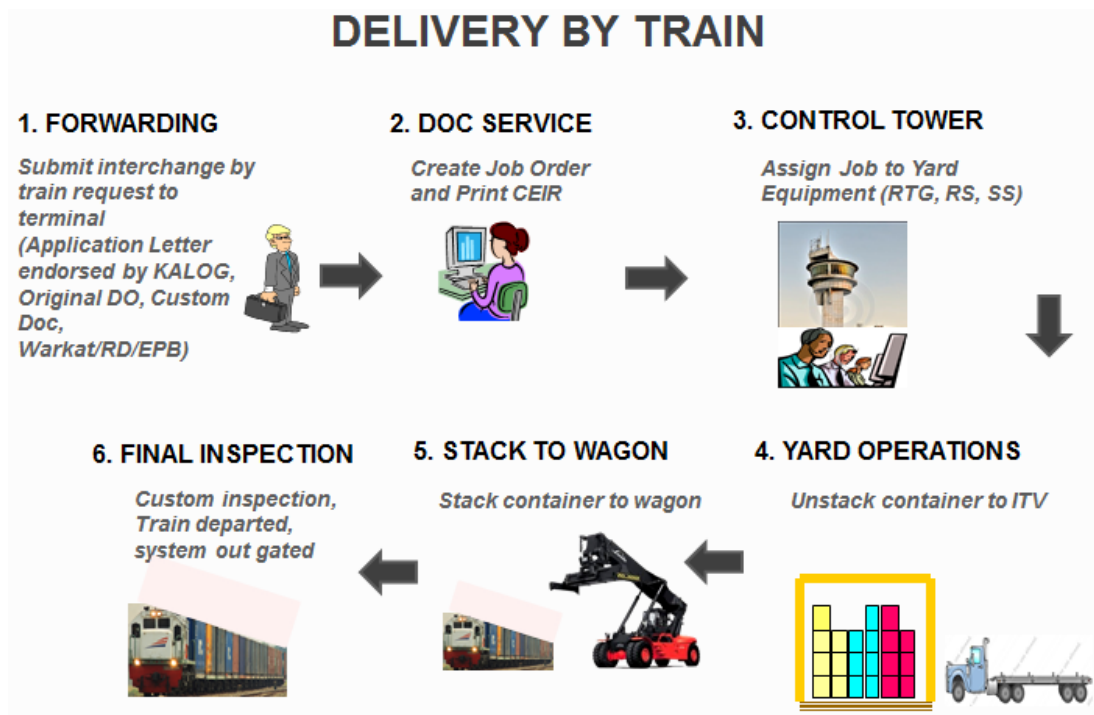 DELIVERY BY TRAIN
1. FORWARDING
Submit interchange by
train request to
terminal
(Application Letter
endorsed by KALOG,
Original DO, Custom
Doc,
Warkat/RD/EPB)
2. DOC SERVICE
Create Job Order
and Print CEIR
3. CONTROL TOWER
Assign Job to Yard
Equipment (RTG, RS, SS)
4. YARD OPERATIONS
Unstack container to ITV
5. STACK TO WAGON
Stack container to wagon
6. FINAL INSPECTION
Custom inspection,
Train departed,
system out gated